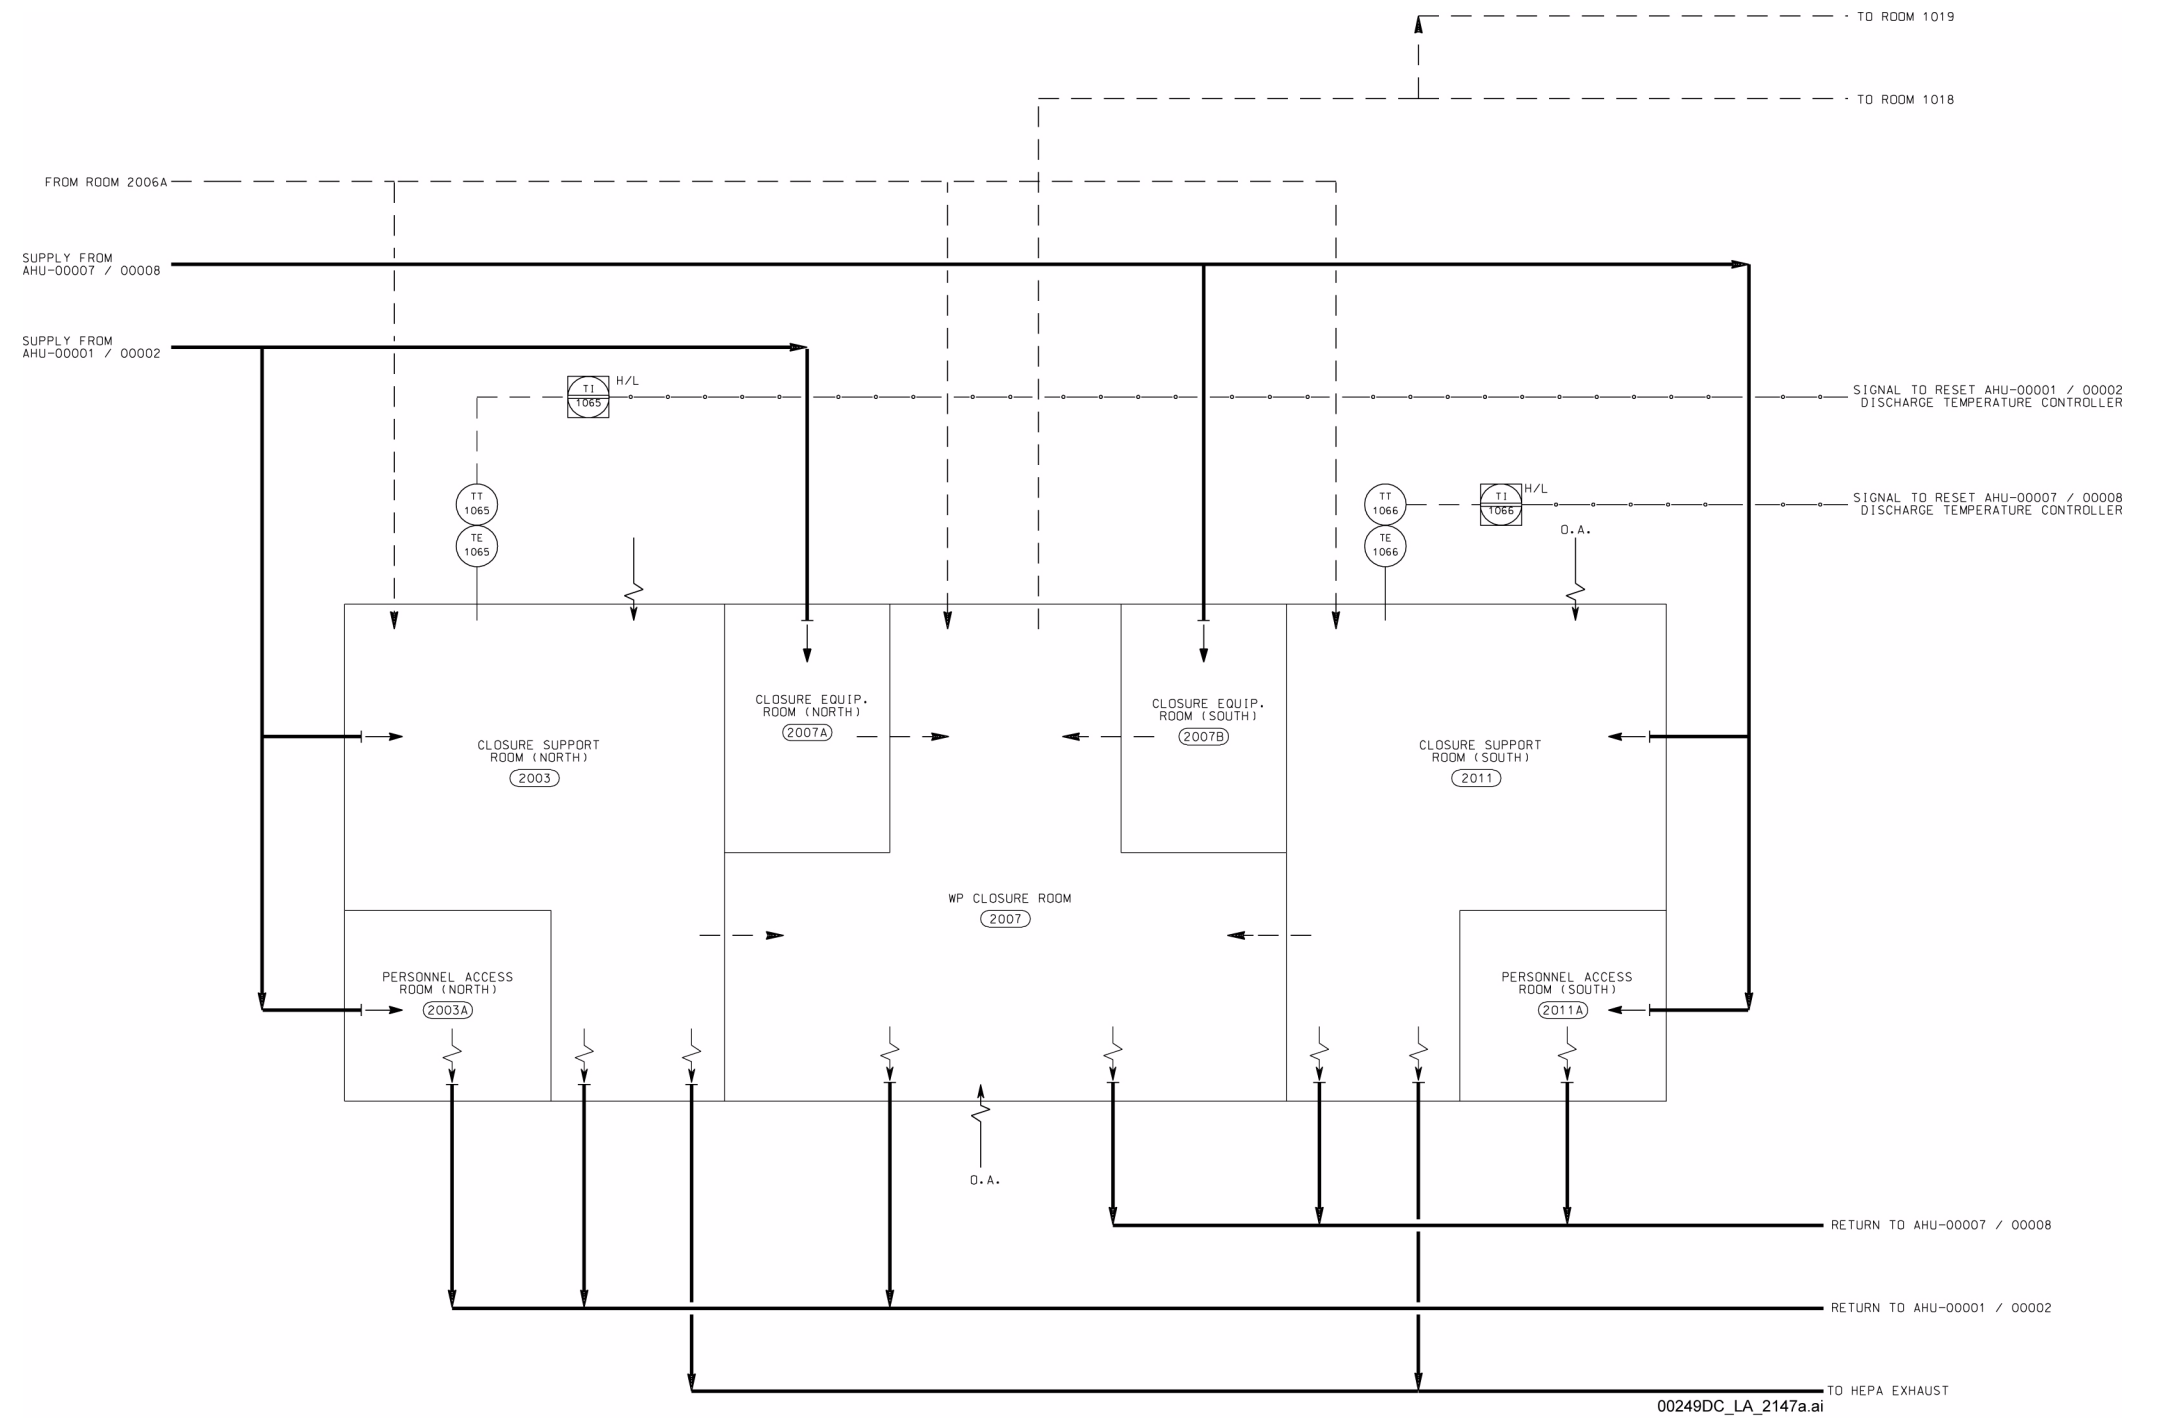 TO ROOM 1019
TO ROOM 1018
FROM ROOM 2006A
SUPPLY FROM
AHU-00007 / 00008
SUPPLY FROM
AHU-00001 / 00002
TI
1065
H/L
SIGNAL TO RESET AHU-00001 / 00002
DISCHARGE TEMPERATURE CONTROLLER
TT
1065
TE
1065
TT
1066
TE
1066
TI
1066
H/L
SIGNAL TO RESET AHU-00007 / 00008
DISCHARGE TEMPERATURE CONTROLLER
O.A.
CLOSURE EQUIP.
ROOM (NORTH)
2007A
CLOSURE EQUIP.
ROOM (SOUTH)
2007B
CLOSURE SUPPORT
ROOM (NORTH)
2003
CLOSURE SUPPORT
ROOM (SOUTH)
2011
WP CLOSURE ROOM
2007
PERSONNEL ACCESS
ROOM (NORTH)
2003A
PERSONNEL ACCESS
ROOM (SOUTH)
2011A
O.A.
RETURN TO AHU-00007 / 00008
RETURN TO AHU-00001 / 00002
TO HEPA EXHAUST
00249DC_LA_2147a.ai